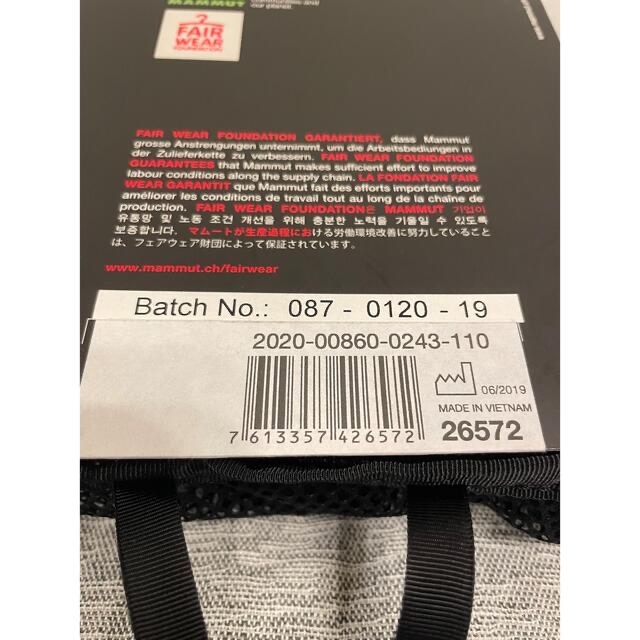 MAMMUT
our planet.
FAIR
WEAR
FOUNDATION
FAIR WEAR FOUNDATION GARANTIERT, dass Mammut
grosse Anstrengungen unternimmt, um die Arbeitsbediungen in
der Zulieferkette zu verbessern. FAIR WEAR FOUNDATION
GUARANTEES that Mammut makes sufficient effort to improve
labour conditions along the supply chain. LA FONDATION FAIR
WEAR GARANTIT que Mammut fait des efforts importants pour
améliorer les conditions de travail tout au long de la chaîne de
production. FAIR WEAR FOUNDATION은 MAMMUT 기업이
유통망 및 노동 조건 개선을 위해 충분한 노력을 기울일 수 있도록
보증합니다. マムートが生産過程における労働環境改善に努力していること
は、フェアウェア財団によって保証されています。
www.mammut.ch/fairwear
Batch No.: 087 - 0120 - 19
2020-00860-0243-110
06/2019
MADE IN VIETNAM
7 613357 426572
26572